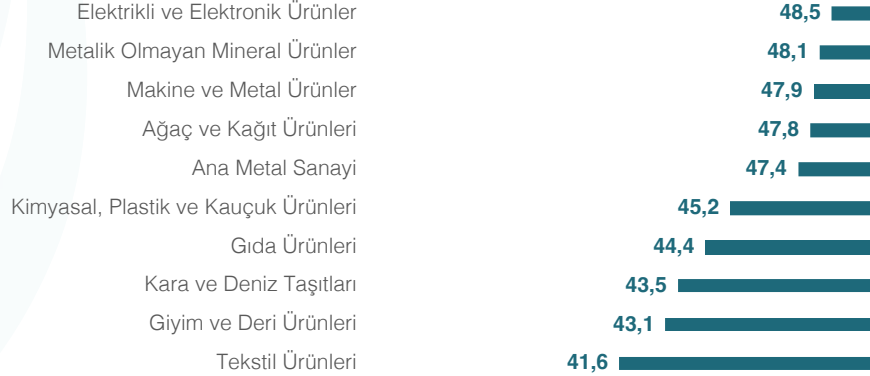 Elektrikli ve Elektronik Ürünler 48,5
Metalik Olmayan Mineral Ürünler 48,1
Makine ve Metal Ürünler 47,9
Ağaç ve Kağıt Ürünleri 47,8
Ana Metal Sanayi 47,4
Kimyasal, Plastik ve Kauçuk Ürünleri 45,2
Gıda Ürünleri 44,4
Kara ve Deniz Taşıtları 43,5
Giyim ve Deri Ürünleri 43,1
Tekstil Ürünleri 41,6